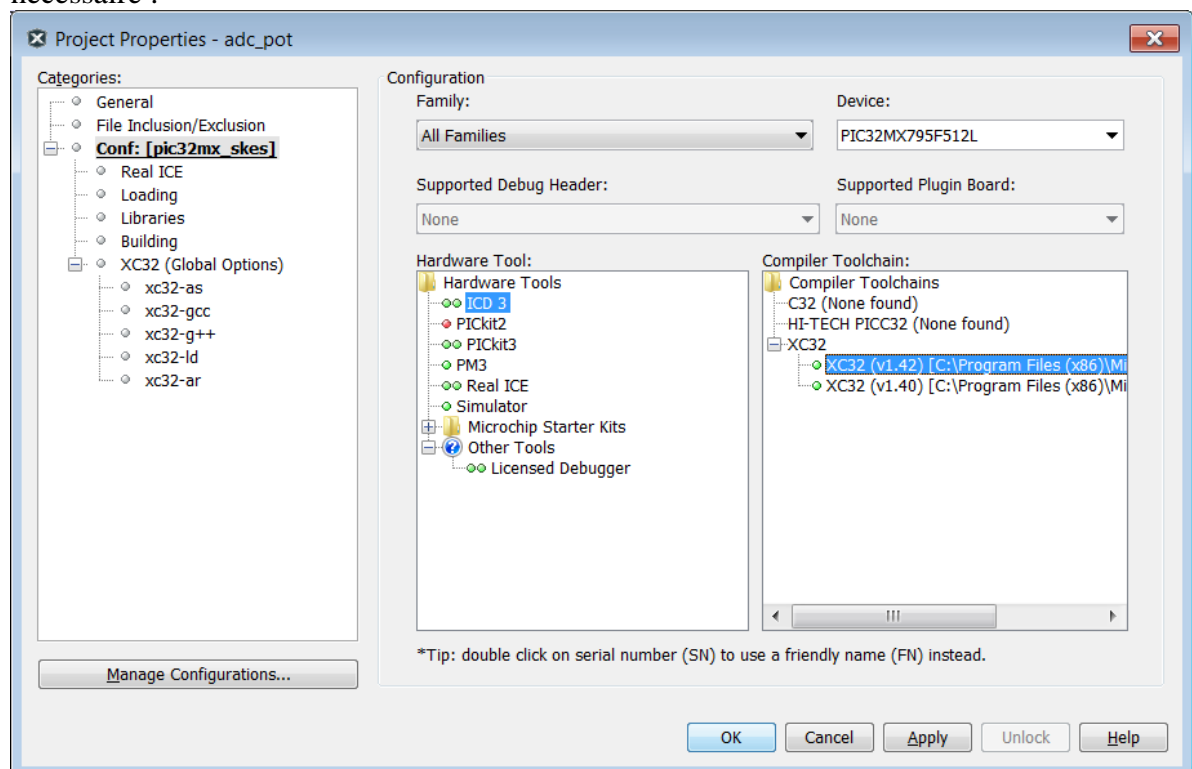 nécessaire :
Project Properties - adc_pot
Categories:
General
File Inclusion/Exclusion
Conf: [pic32mx_skes]
Real ICE
Loading
Libraries
Building
XC32 (Global Options)
xc32-as
xc32-gcc
xc32-g++
xc32-ld
xc32-ar
Manage Configurations...
Configuration
Family:
Device:
All Families
PIC32MX795F512L
Supported Debug Header:
Supported Plugin Board:
None
None
Hardware Tool:
Hardware Tools
ICD 3
PICkit2
PICkit3
PM3
Real ICE
Simulator
Microchip Starter Kits
Other Tools
Licensed Debugger
Compiler Toolchain:
Compiler Toolchains
C32 (None found)
HI-TECH PICC32 (None found)
XC32
XC32 (v1.42) [C:\Program Files (x86)\Mi
XC32 (v1.40) [C:\Program Files (x86)\Mi
*Tip: double click on serial number (SN) to use a friendly name (FN) instead.
OK
Cancel
Apply
Unlock
Help